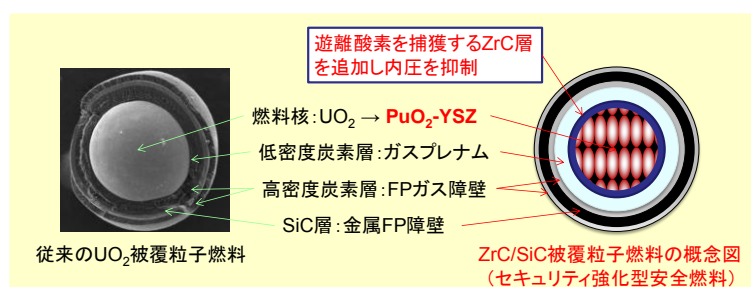 遊離酸素を捕獲するZrC層
を追加し内圧を抑制
燃料核：UO₂ → PuO₂-YSZ
低密度炭素層：ガスプレナム
高密度炭素層：FPガス障壁
SiC層：金属FP障壁
従来のUO₂被覆粒子燃料
ZrC/SiC被覆粒子燃料の概念図
（セキュリティ強化型安全燃料）